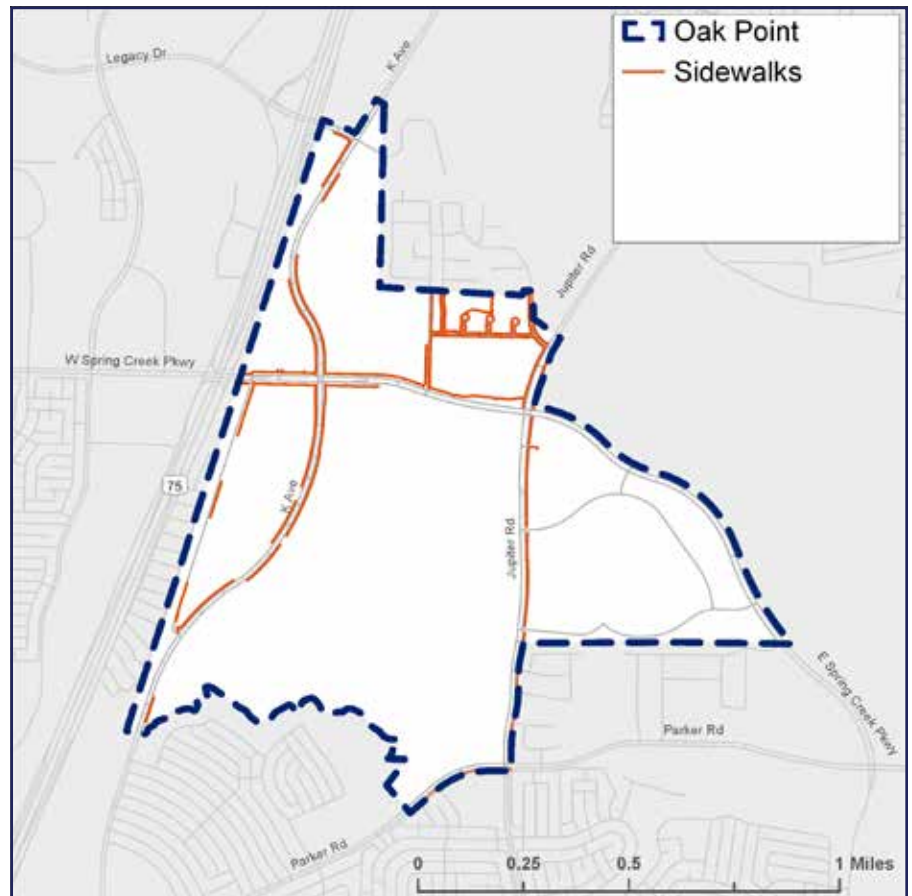 Oak Point
Sidewalks
Legacy Dr
K Ave
Jupiter Rd
W Spring Creek Pkwy
75
K Ave
Jupiter Rd
E Spring Creek Pkwy
Parker Rd
Parker Rd
0 0.25 0.5 1 Miles